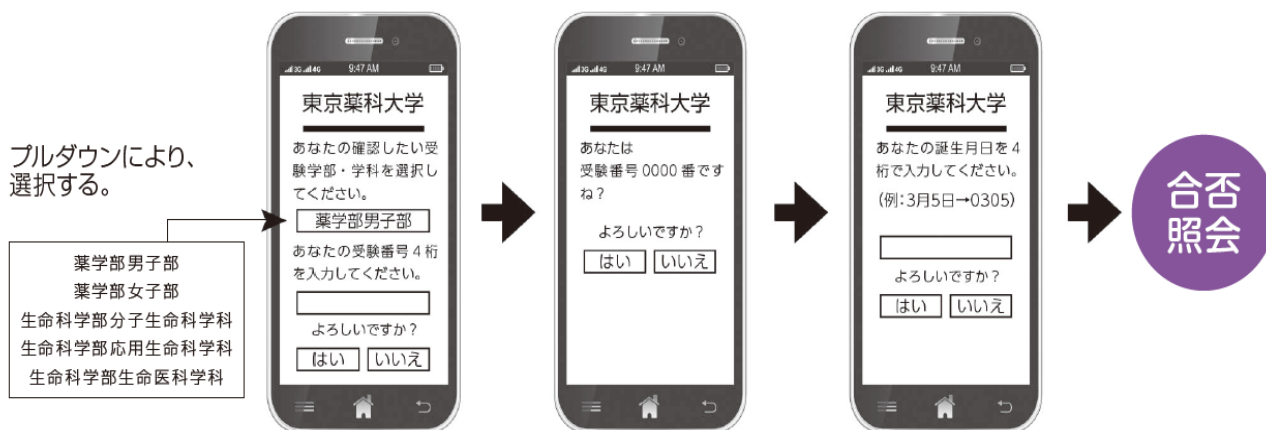 プルダウンにより、
選択する。
薬学部男子部
薬学部女子部
生命科学部分子生命科学科
生命科学部応用生命科学科
生命科学部生命医科学科
3G 4G 9:47 AM
東京薬科大学
あなたの確認したい受
験学部・学科を選択し
てください。
薬学部男子部
あなたの受験番号4桁
を入力してください。
よろしいですか？
はい いいえ
3G 4G 9:47 AM
東京薬科大学
あなたは
受験番号0000番です
ね？
よろしいですか？
はい いいえ
3G 4G 9:47 AM
東京薬科大学
あなたの誕生月日を4
桁で入力してください。
(例:3月5日→0305)
よろしいですか？
はい いいえ
合否
照会